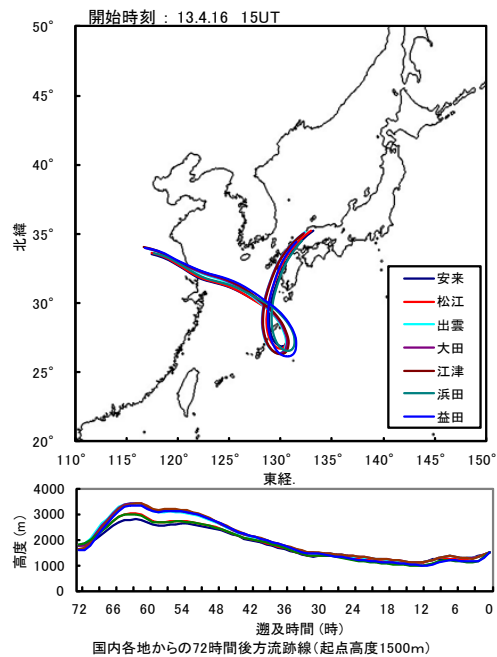 開始時刻 : 13.4.16 15UT
50°
45°
40°
35°
30°
25°
20°
北緯
安来
松江
出雲
大田
江津
浜田
益田
110° 115° 120° 125° 130° 135° 140° 145° 150°
東経.
4000
3000
2000
1000
0
高度(m)
72 66 60 54 48 42 36 30 24 18 12 6 0
遡及時間(時)
国内各地からの72時間後方流跡線(起点高度1500m)